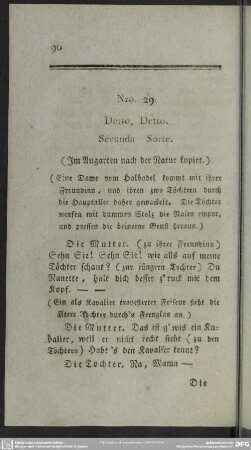 90
Nro. 29.
Detto, Detto.
Secunda Sorte.
(Im Augarten nach der Natur kopirt.)
(Eine Dame vom Halbadel kommt mit ihrer
Freundinn, und ihren zwo Töchtern durch
die Hauptallee daher gewackelt. Die Töchter
werfen mit dummen Stolz die Nasen empor,
und pressen die beinerne Brust heraus.)
Die Mutter. (zu ihrer Freundinn)
Sehn Sie! Sehn Sie! wie alls auf meine
Töchter schaut? (zur jüngern Tochter) Du
Nanette, halt dich besser z'ruck mit dem
Kopf. — —
(Ein als Kavalier travestirter Friseur sieht die
ältere Tochter durch's Fernglas an.)
Die Mutter. Das ist g'wis ein Ka-
valier, weil er nicht recht sieht (zu den
Töchtern) Habt's den Kavalier kennt?
Die Tochter. Na, Mama —
Die